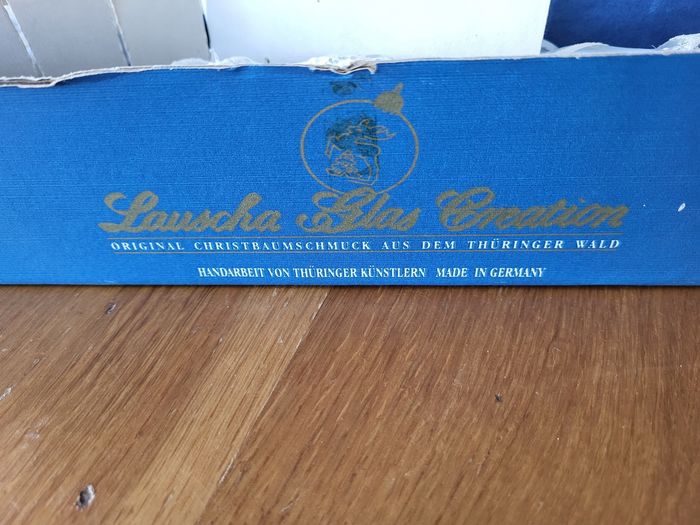 Lauscha Glas Creation
ORIGINAL CHRISTBAUMSCHMUCK AUS DEM THÜRINGER WALD
HANDARBEIT VON THÜRINGER KÜNSTLERN MADE IN GERMANY